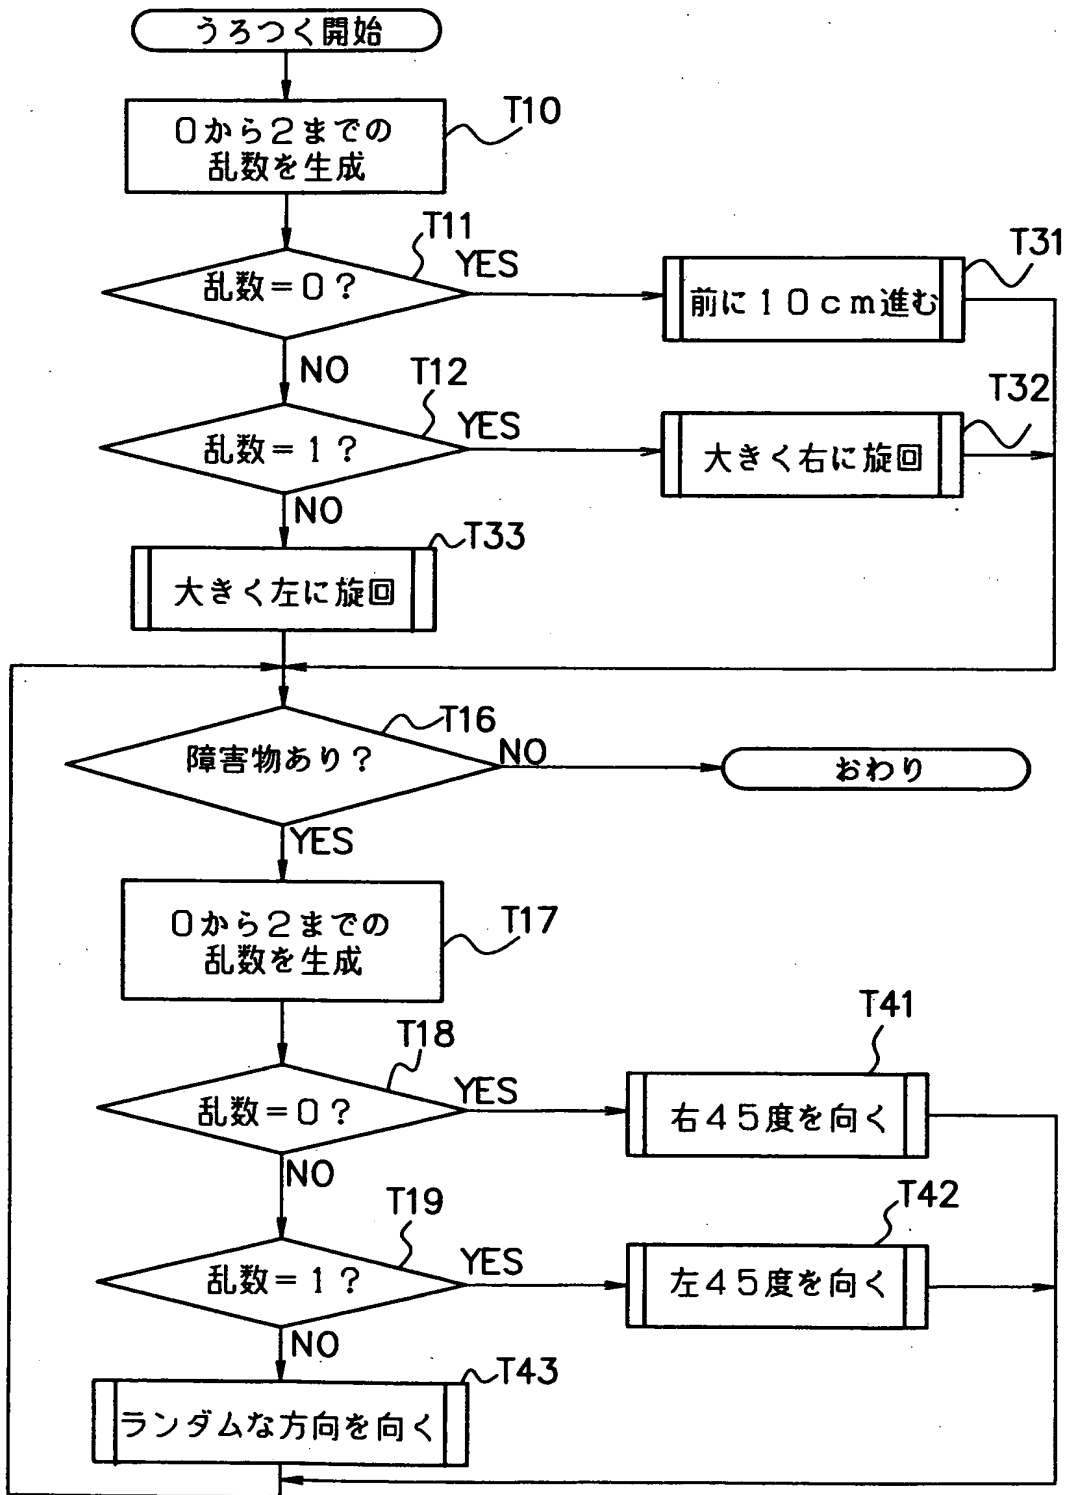 うろつく開始
T10
0から2までの
乱数を生成
T11
乱数=0?
YES
T31
前に10cm進む
NO
T12
乱数=1?
YES
T32
大きく右に旋回
NO
T33
大きく左に旋回
T16
障害物あり?
NO
おわり
YES
0から2までの
乱数を生成
T17
T18
乱数=0?
YES
T41
右45度を向く
NO
T19
乱数=1?
YES
T42
左45度を向く
NO
T43
ランダムな方向を向く